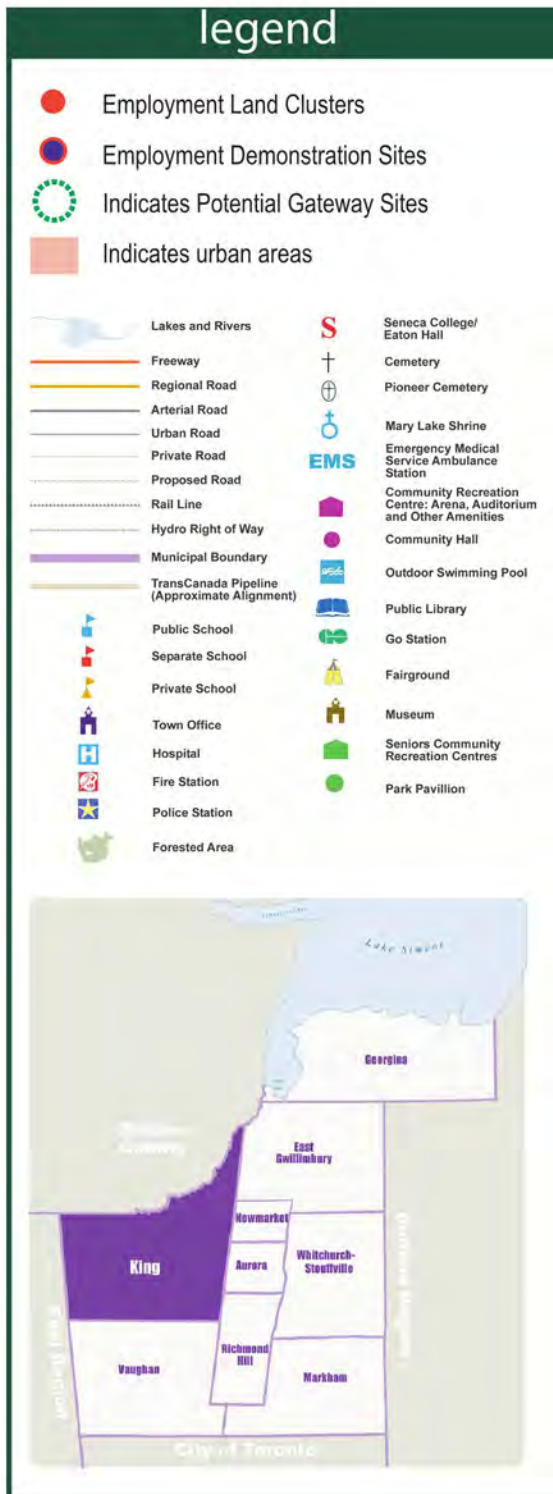 legend
Employment Land Clusters
Employment Demonstration Sites
Indicates Potential Gateway Sites
Indicates urban areas
Lakes and Rivers
Freeway
Regional Road
Arterial Road
Urban Road
Private Road
Proposed Road
Rail Line
Hydro Right of Way
Municipal Boundary
TransCanada Pipeline
(Approximate Alignment)
Public School
Separate School
Private School
Town Office
H
Hospital
Fire Station
Police Station
Forested Area
S
Seneca College/
Eaton Hall
Cemetery
Pioneer Cemetery
Mary Lake Shrine
EMS
Emergency Medical
Service Ambulance
Station
Community Recreation
Centre: Arena, Auditorium
and Other Amenities
Community Hall
Outdoor Swimming Pool
Public Library
Go Station
Fairground
Museum
Seniors Community
Recreation Centres
Park Pavillion
Lake Simcoe
Georgina
East
Gwillimbury
Newmarket
King
Aurora
Whitchurch-
Stouffville
Richmond
Hill
Vaughan
Markham
City of Toronto